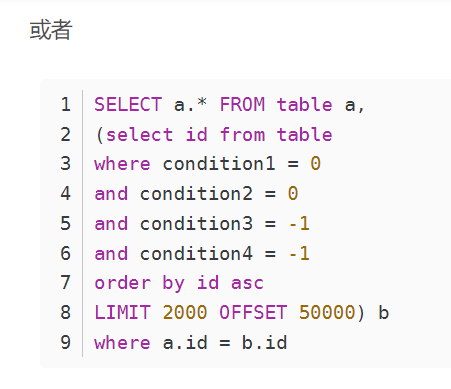 或者
1 SELECT a.* FROM table a,
2 (select id from table
3 where condition1 = 0
4 and condition2 = 0
5 and condition3 = -1
6 and condition4 = -1
7 order by id asc
8 LIMIT 2000 OFFSET 50000) b
9 where a.id = b.id